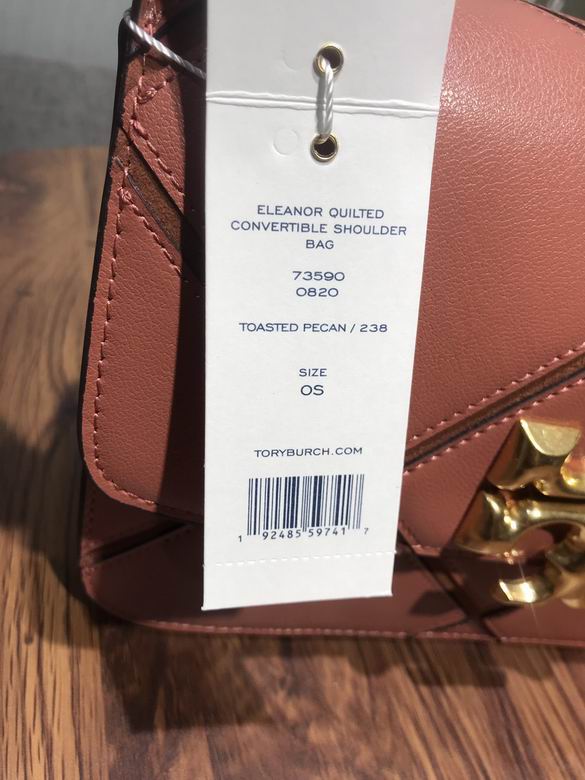 ELEANOR QUILTED
CONVERTIBLE SHOULDER
BAG
73590
0820
TOASTED PECAN / 238
SIZE
OS
TORYBURCH.COM
1 92485 59741 7